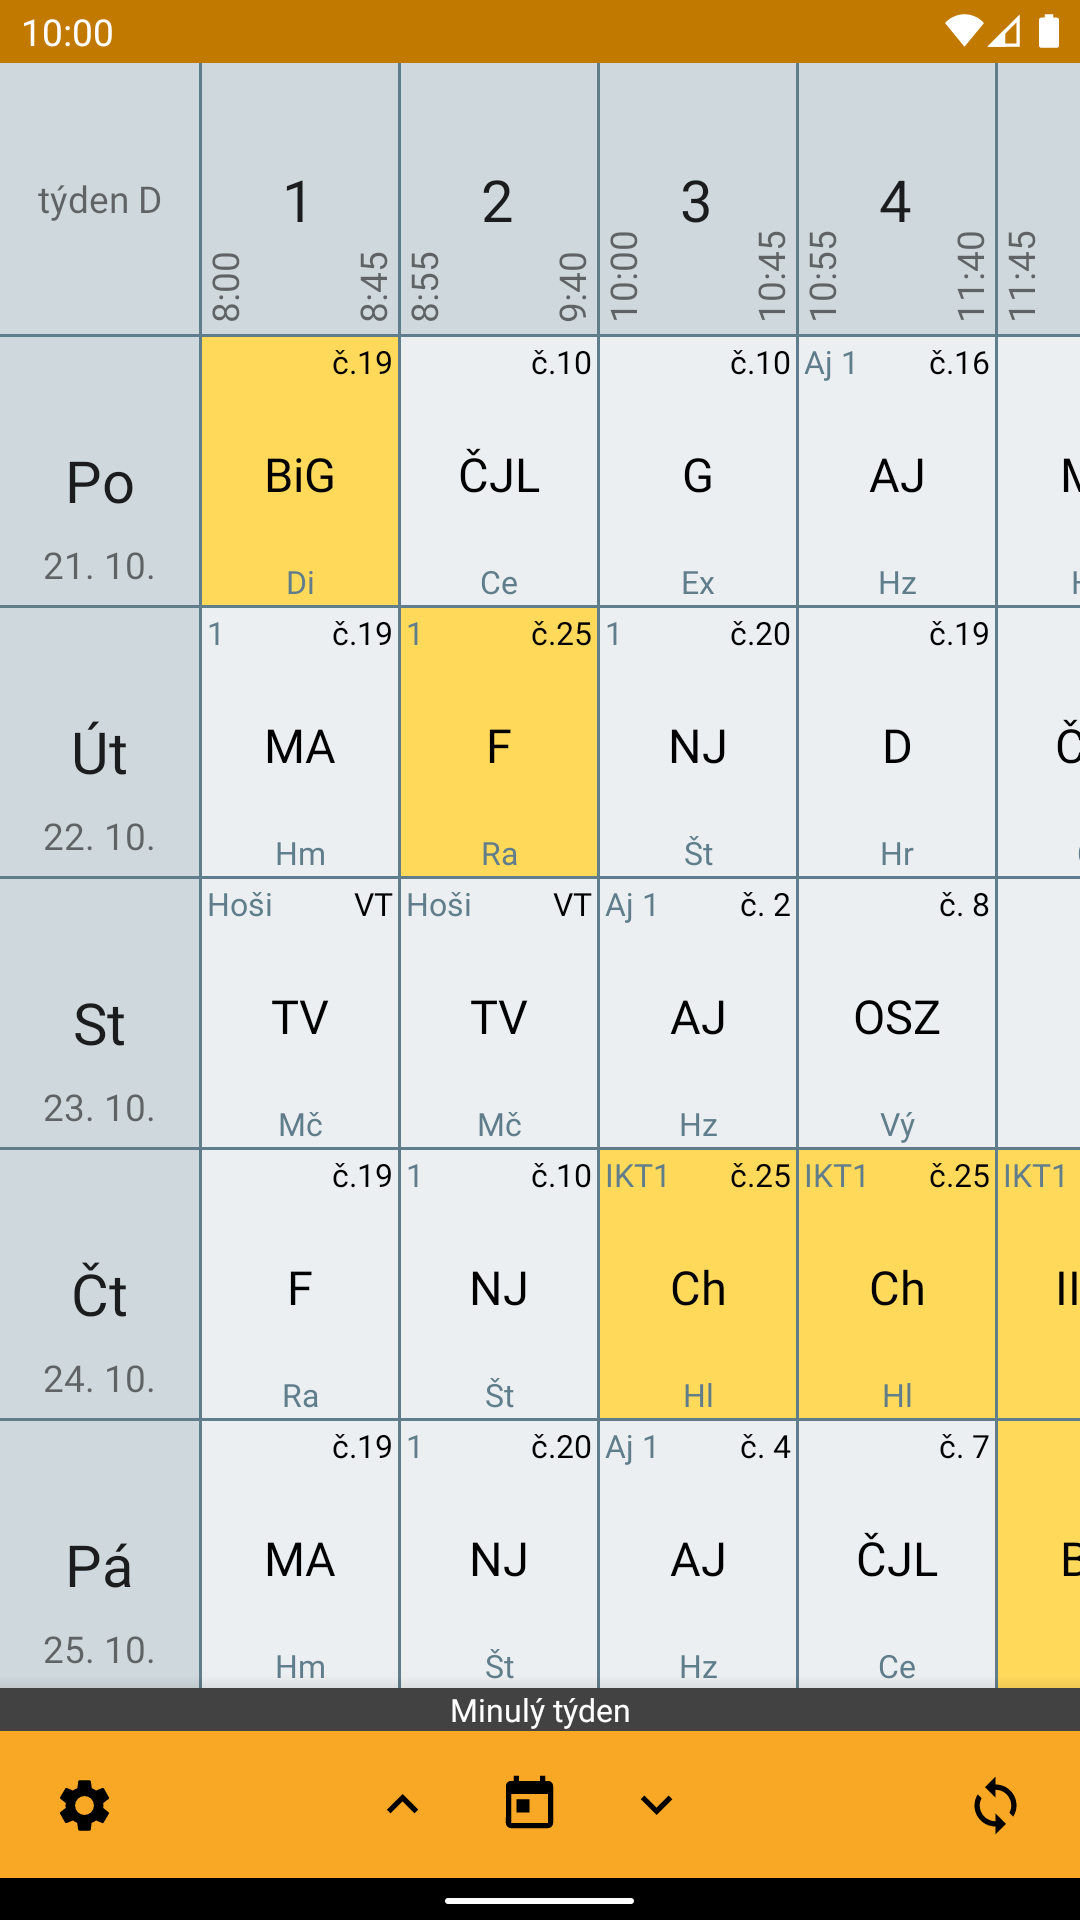 10:00
týden D
1
8:00
8:45
2
8:55
9:40
3
10:00
10:45
4
10:55
11:40
11:45
Po
21. 10.
č.19
BiG
Di
č.10
ČJL
Ce
č.10
G
Ex
Aj 1
č.16
AJ
Hz
Út
22. 10.
1
č.19
MA
Hm
1
č.25
F
Ra
1
č.20
NJ
Št
č.19
D
Hr
St
23. 10.
Hoši
VT
TV
Mč
Hoši
VT
TV
Mč
Aj 1
č. 2
AJ
Hz
č. 8
OSZ
Vý
Čt
24. 10.
č.19
F
Ra
1
č.10
NJ
Št
IKT1
č.25
Ch
Hl
IKT1
č.25
Ch
Hl
IKT1
Pá
25. 10.
č.19
MA
Hm
1
č.20
NJ
Št
Aj 1
č. 4
AJ
Hz
č. 7
ČJL
Ce
Minulý týden